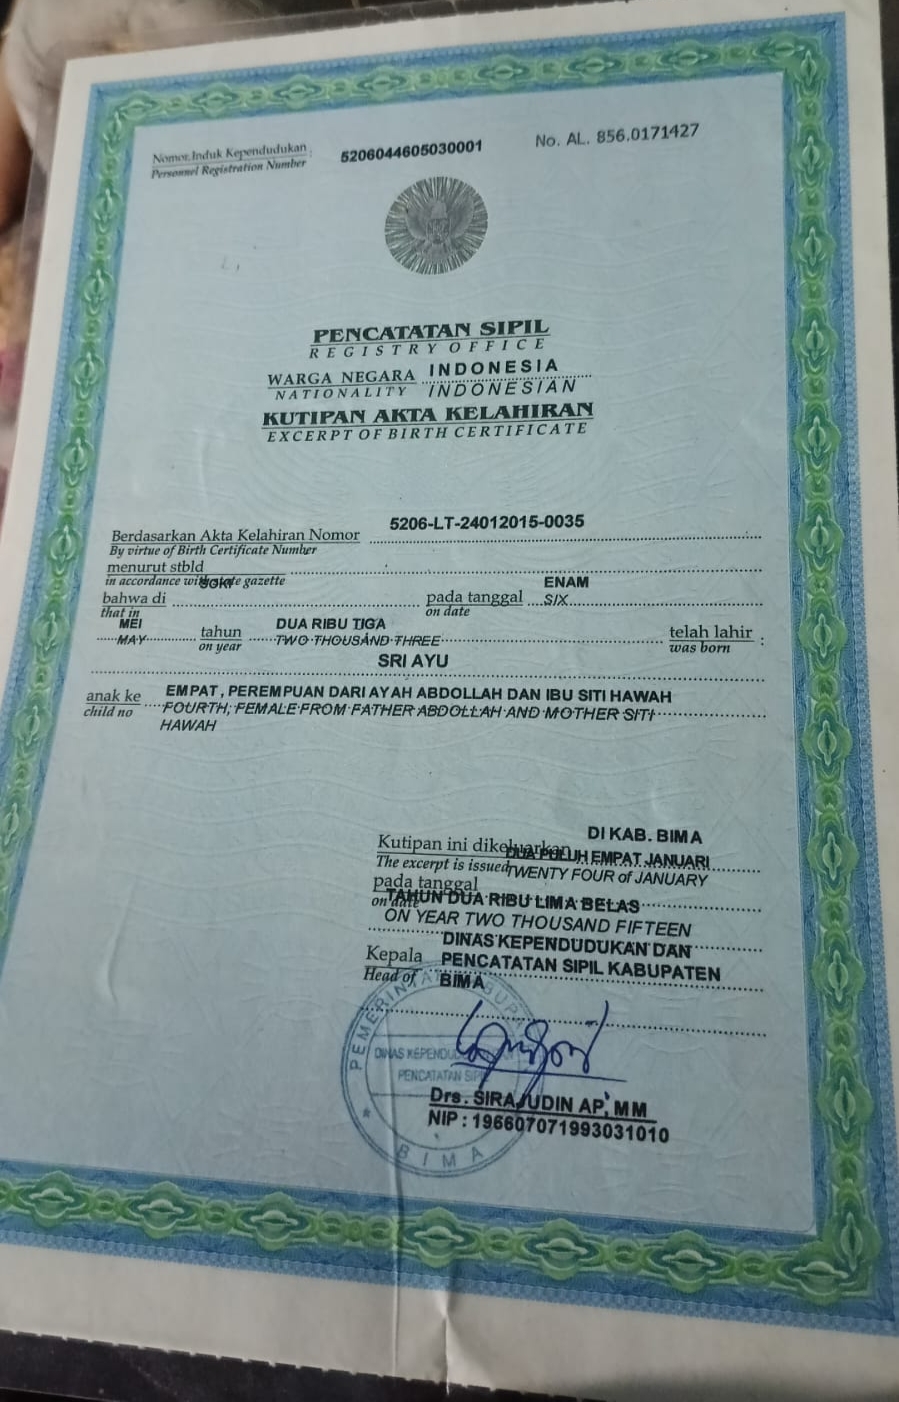 Nomor Induk Kependudukan : 5206044605030001 No. AL. 856.0171427
Personnel Registration Number
PENCATATAN SIPIL
REGISTRY OFFICE
WARGA NEGARA INDONESIA
NATIONALITY INDONESIAN
KUTIPAN AKTA KELAHIRAN
EXCERPT OF BIRTH CERTIFICATE
Berdasarkan Akta Kelahiran Nomor 5206-LT-24012015-0035
By virtue of Birth Certificate Number
menurut stbld
in accordance with state gazette
bahwa di SOKI pada tanggal ENAM
that in on date SIX
MEI tahun DUA RIBU TIGA telah lahir :
MAY on year TWO THOUSAND THREE was born
SRI AYU
anak ke EMPAT, PEREMPUAN DARI AYAH ABDOLLAH DAN IBU SITI HAWAH
child no FOURTH, FEMALE FROM FATHER ABDOLLAH AND MOTHER SITI
HAWAH
DI KAB. BIMA
Kutipan ini dikeluarkan
DUA PULUH EMPAT JANUARI
The excerpt is issued TWENTY FOUR of JANUARY
pada tanggal
TAHUN DUA RIBU LIMA BELAS
on date
ON YEAR TWO THOUSAND FIFTEEN
DINAS KEPENDUDUKAN DAN
Kepala PENCATATAN SIPIL KABUPATEN
Head of BIMA
PEMERINTAH KABUPATEN
DINAS KEPENDUDUKAN
PENCATATAN SIPIL
BIMA
Drs. SIRAJUDIN AP, MM
NIP : 196607071993031010